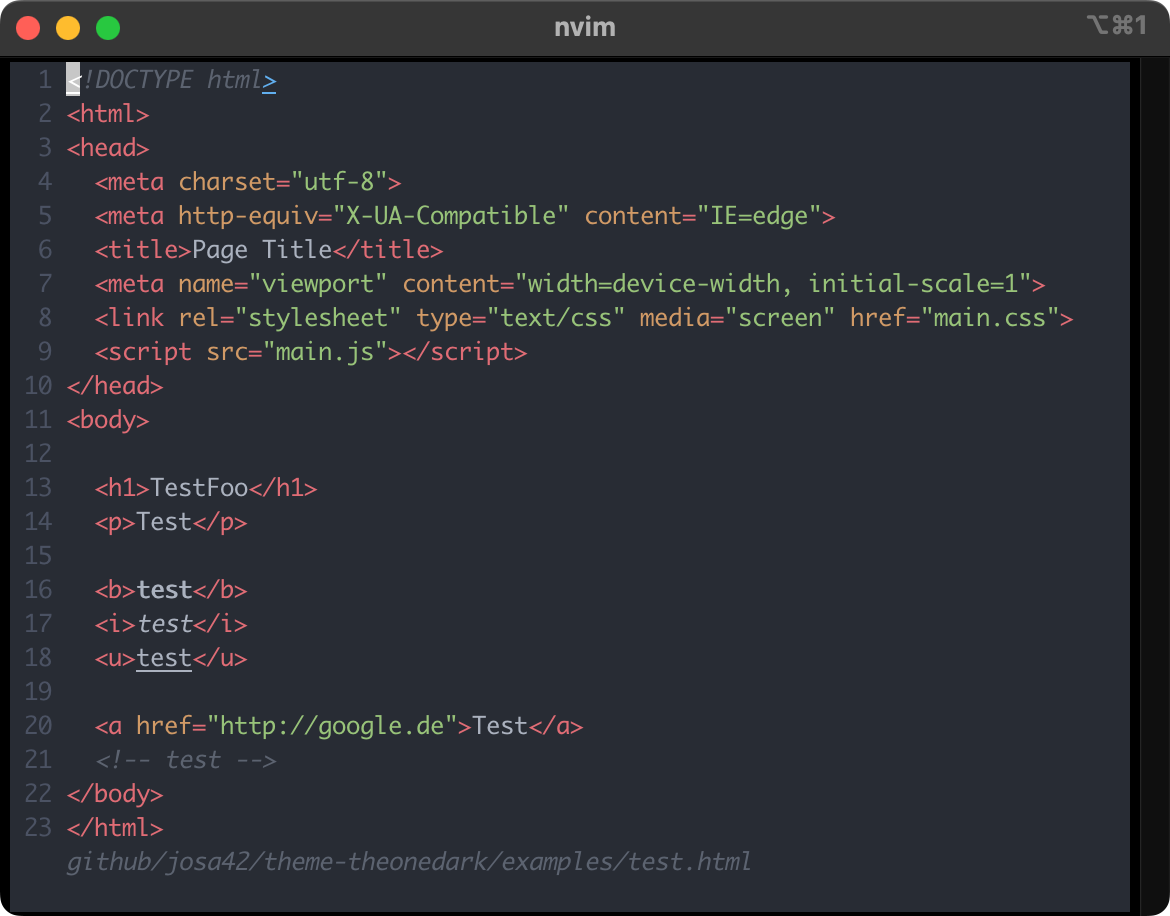 nvim ⌥⌘1
1 <!DOCTYPE html>
2 <html>
3 <head>
4   <meta charset="utf-8">
5   <meta http-equiv="X-UA-Compatible" content="IE=edge">
6   <title>Page Title</title>
7   <meta name="viewport" content="width=device-width, initial-scale=1">
8   <link rel="stylesheet" type="text/css" media="screen" href="main.css">
9   <script src="main.js"></script>
10 </head>
11 <body>
12
13   <h1>TestFoo</h1>
14   <p>Test</p>
15
16   <b>test</b>
17   <i>test</i>
18   <u>test</u>
19
20   <a href="http://google.de">Test</a>
21   <!-- test -->
22 </body>
23 </html>
github/josa42/theme-theonedark/examples/test.html